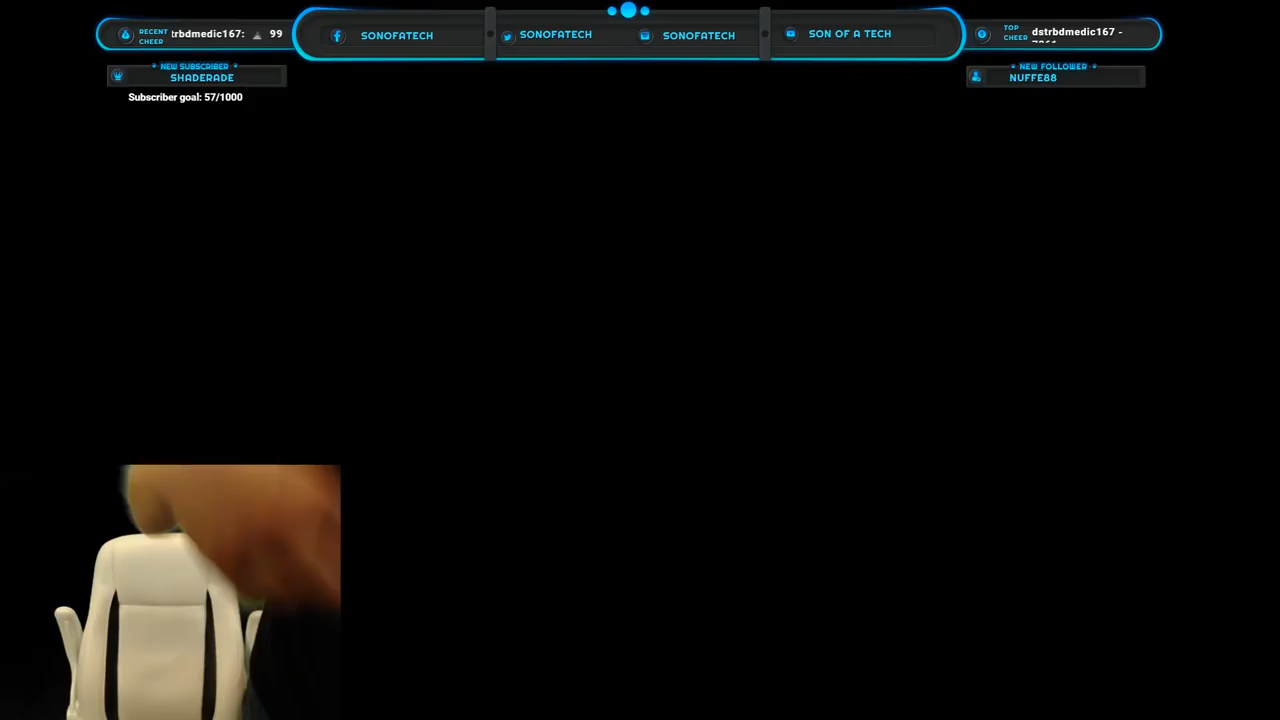 RECENT CHEER
trbdmedic167: 99
SONOFATECH
SONOFATECH
SONOFATECH
SON OF A TECH
TOP CHEER
dstrbdmedic167 -
NEW SUBSCRIBER
SHADERADE
NEW FOLLOWER
NUFFE88
Subscriber goal: 57/1000